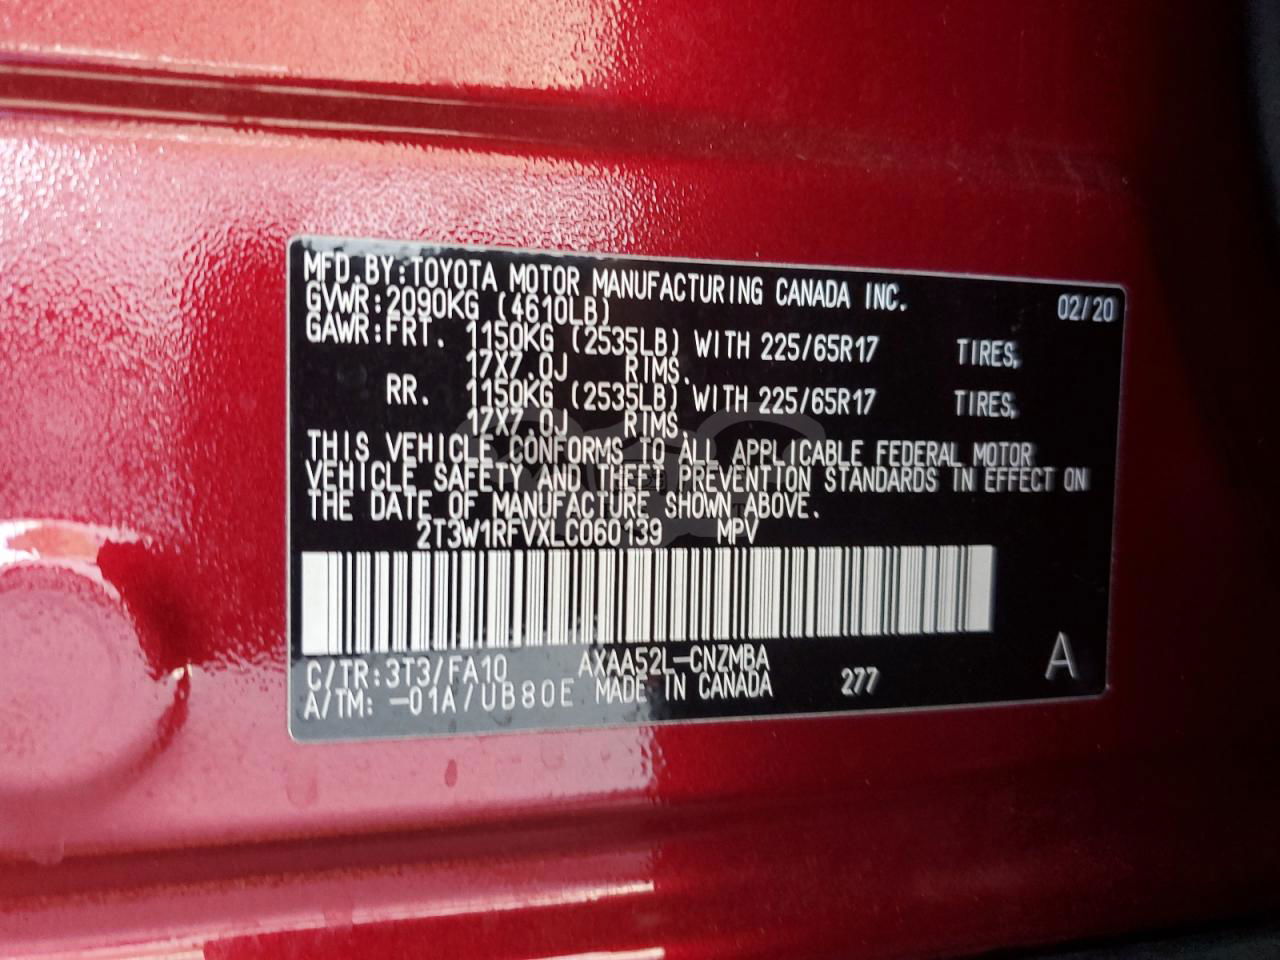 MFD.BY:TOYOTA MOTOR MANUFACTURING CANADA INC. 02/20
GVWR:2090KG (4610LB)
GAWR:FRT. 1150KG (2535LB) WITH 225/65R17 TIRES,
17X7.0J RIMS.
RR. 1150KG (2535LB) WITH 225/65R17 TIRES,
17X7.0J RIMS.
THIS VEHICLE CONFORMS TO ALL APPLICABLE FEDERAL MOTOR
VEHICLE SAFETY AND THEFT PREVENTION STANDARDS IN EFFECT ON
THE DATE OF MANUFACTURE SHOWN ABOVE.
2T3W1RFVXLC060139 MPV
C/TR:3T3/FA10 AXAA52L-CNZMBA
A/TM: -01A/UB80E MADE IN CANADA 277 A